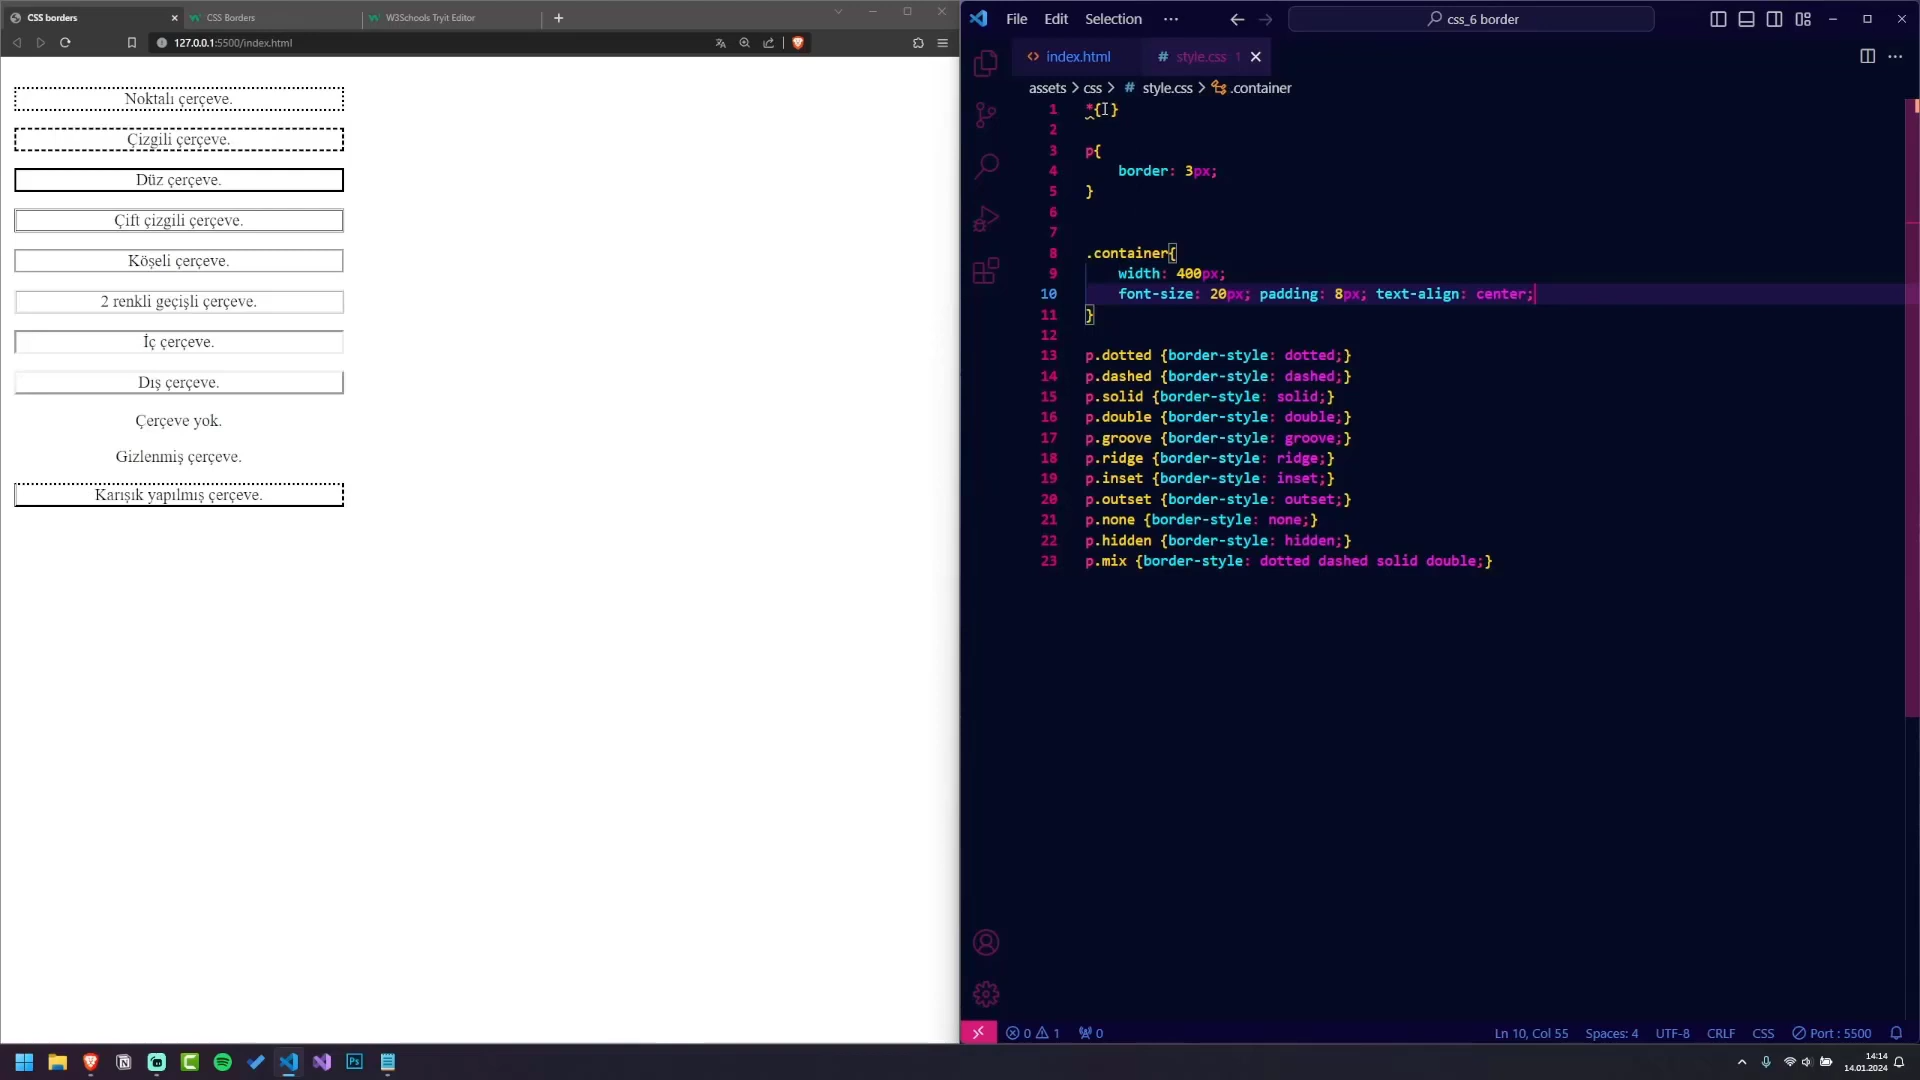 CSS borders
CSS Borders
W3Schools Tryit Editor
127.0.0.1:5500/index.html
Noktalı çerçeve.
Çizgili çerçeve.
Düz çerçeve.
Çift çizgili çerçeve.
Köşeli çerçeve.
2 renkli geçişli çerçeve.
İç çerçeve.
Dış çerçeve.
Çerçeve yok.
Gizlenmiş çerçeve.
Karışık yapılmış çerçeve.
File Edit Selection ···
css_6 border
index.html
# style.css 1
assets > css > # style.css > .container
1 *{}
2
3 p{
4 border: 3px;
5 }
6
7
8 .container{
9 width: 400px;
10 font-size: 20px; padding: 8px; text-align: center;
11 }
12
13 p.dotted {border-style: dotted;}
14 p.dashed {border-style: dashed;}
15 p.solid {border-style: solid;}
16 p.double {border-style: double;}
17 p.groove {border-style: groove;}
18 p.ridge {border-style: ridge;}
19 p.inset {border-style: inset;}
20 p.outset {border-style: outset;}
21 p.none {border-style: none;}
22 p.hidden {border-style: hidden;}
23 p.mix {border-style: dotted dashed solid double;}
0 1 0 Ln 10, Col 55 Spaces: 4 UTF-8 CRLF CSS Port : 5500
Ps
14:14
14.01.2024